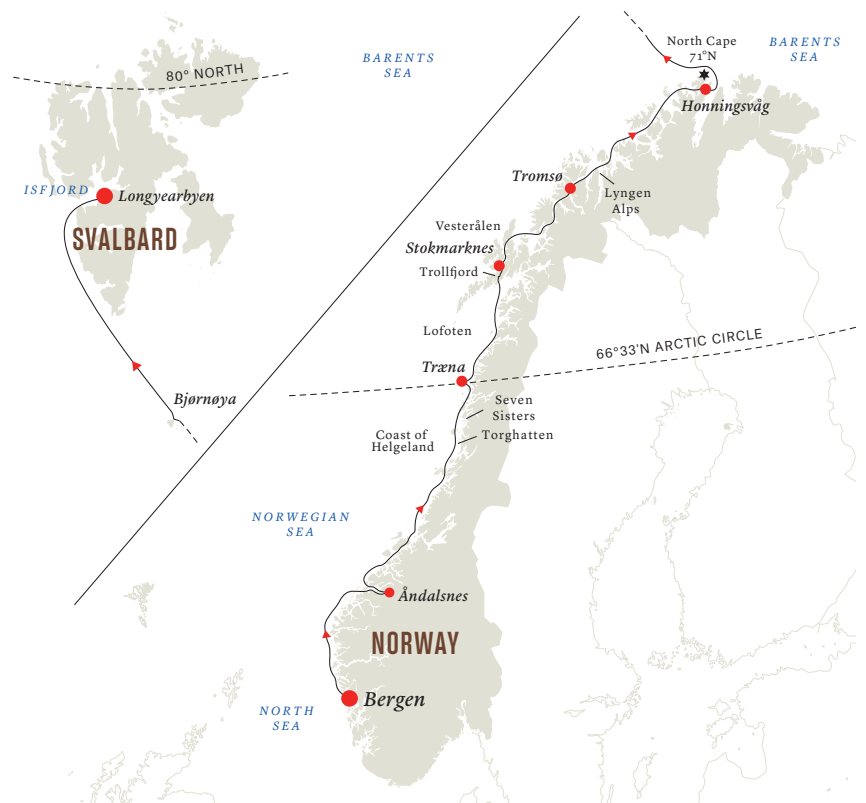 80° NORTH
ISFJORD
Longyearbyen
SVALBARD
Bjørnøya
BARENTS
SEA
North Cape
71°N
BARENTS
SEA
Honningsvåg
Tromsø
Lyngen
Alps
Vesterålen
Stokmarknes
Trollfjord
Lofoten
66°33'N ARCTIC CIRCLE
Træna
Seven
Sisters
Coast of
Helgeland
Torghatten
NORWEGIAN
SEA
Åndalsnes
NORWAY
Bergen
NORTH
SEA